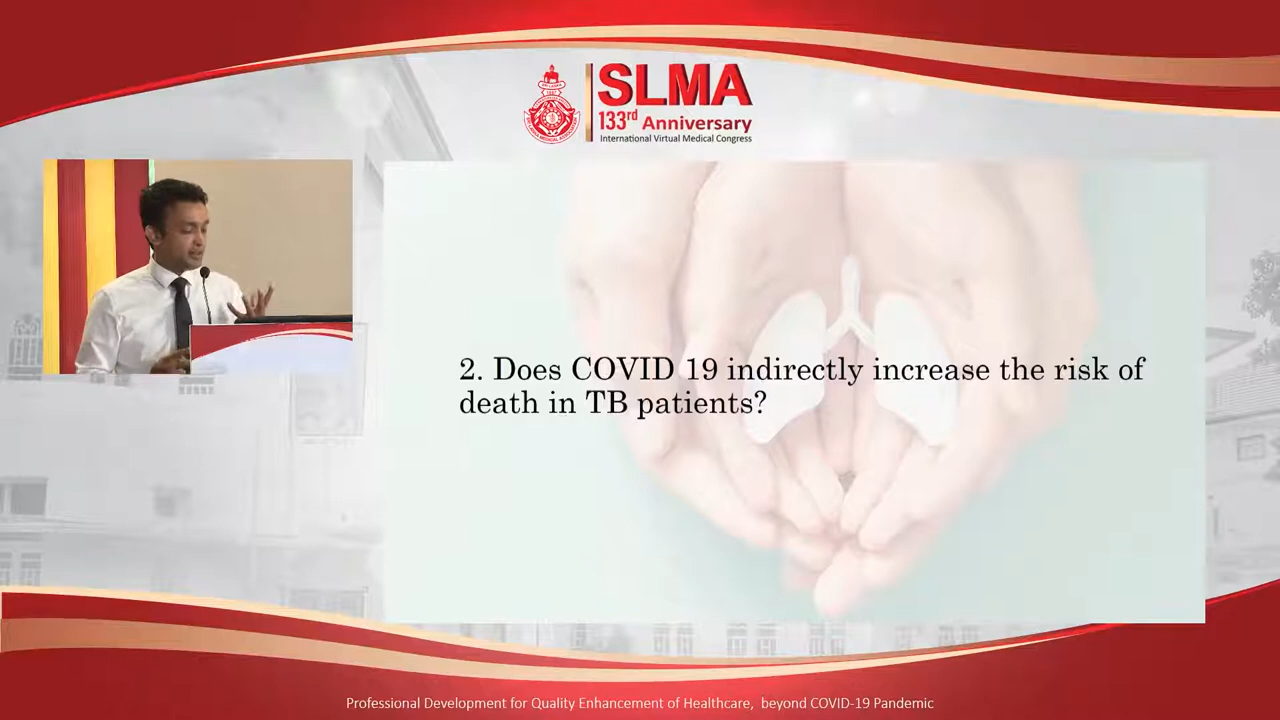 SLMA
133rd Anniversary
International Virtual Medical Congress
2. Does COVID 19 indirectly increase the risk of
death in TB patients?
Professional Development for Quality Enhancement of Healthcare, beyond COVID-19 Pandemic